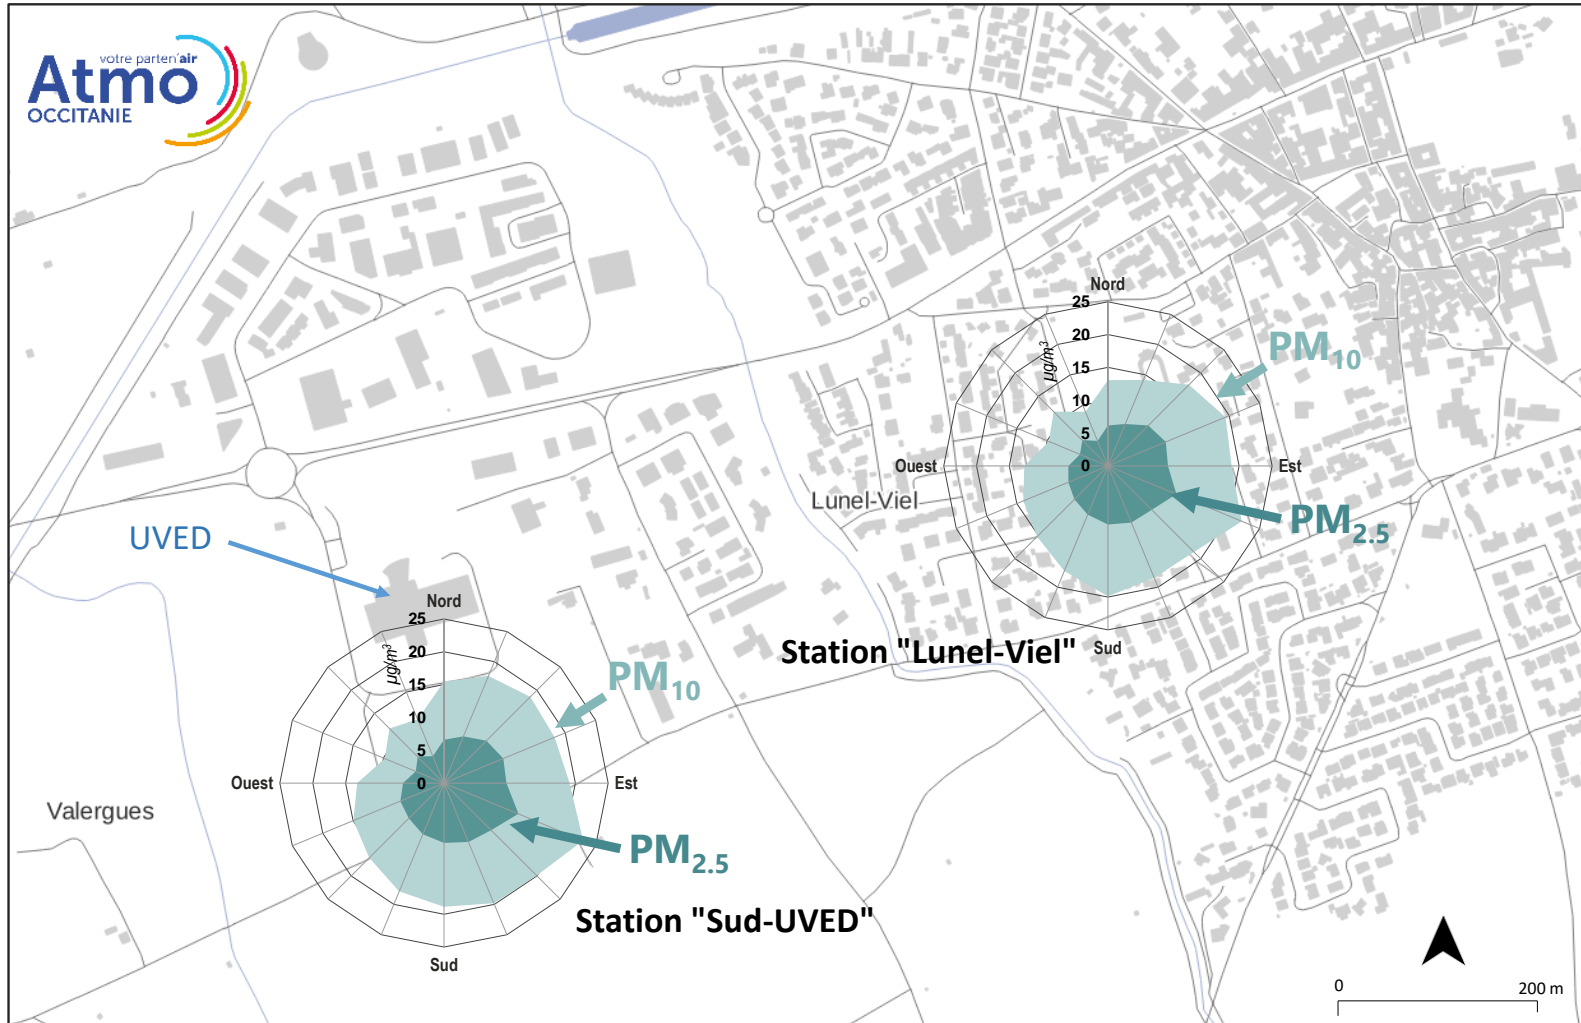 votre parten'air
Atmo
OCCITANIE
Nord
25
20
15
10
5
0
µg/m³
PM10
Ouest
Est
PM2.5
Sud
Lunel-Viel
Station "Lunel-Viel"
UVED
Nord
25
20
15
10
5
0
µg/m³
PM10
Ouest
Est
PM2.5
Sud
Valergues
Station "Sud-UVED"
0 200 m